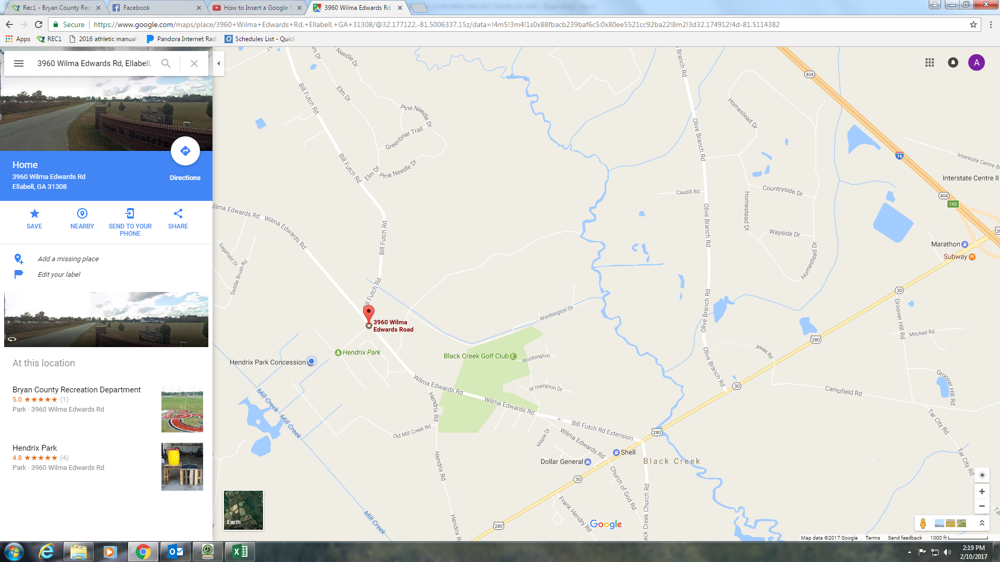 Rec1 - Bryan County Rec
Facebook
How to Insert a Google M
3960 Wilma Edwards Rd
Secure
https://www.google.com/maps/place/3960+Wilma+Edwards+Rd,+Ellabell,+GA+31308/@32.177122,-81.5006337,15z/data=!4m5!3m4!1s0x88fbacb239baf6c5:0x80ee5521cc92ba22!8m2!3d32.174912!4d-81.5114382
Apps
REC1
2016 athletic manual
Pandora Internet Radi
Schedules List - Quick
3960 Wilma Edwards Rd, Ellabell,
A
Home
3960 Wilma Edwards Rd
Ellabell, GA 31308
Directions
SAVE
NEARBY
SEND TO YOUR
PHONE
SHARE
Add a missing place
Edit your label
At this location
Bryan County Recreation Department
5.0 ★★★★★ (1)
Park · 3960 Wilma Edwards Rd
Hendrix Park
4.8 ★★★★★ (4)
Park · 3960 Wilma Edwards Rd
Needle Dr
Branch Rd
404
Bill Futch Rd
Elm Dr
Pine Needle Dr
Greenbriar Trail
Homestead Dr
Olive Branch Rd
16
Interstate Centre Bl
Bill Futch Rd
Elm Dr
Pine Needle Dr
Interstate Centre II
Caudill Rd
Countryside Dr
404
143
Wilma Edwards Rd
Wilma Edwards Rd
Homestead Dr
Olive Branch Rd
Bill Futch Rd
Wayside Dr
Marathon
Subway
Sagefield Dr
Saddle Brush Rd
Homestead Dr
Bill Futch Rd
30
Olive Branch Rd
Worthington Dr
Groover Hill Rd
3960 Wilma
Edwards Road
Mitchell Rd
280
Jones Rd
Hendrix Park
Black Creek Golf Club
Worthington
Hendrix Park Concession
Olive Branch Rd
Wilma Edwards Rd
W Hampton Dr
30
Campfield Rd
Groover Hill Rd
Mill Creek
Mill Creek
Hendrix Rd
Wilma Edwards Rd
Bill Futch Rd Extension
280
Old Mill Creek Rd
Maple Dr
Wilma Edwards Rd
Tar City Rd
Shell
Black Creek
Dollar General
Hendrix Rd
Church of God Rd
Tar City Rd
30
Frank Hendry Rd
ack Creek Church Rd
Mill Creek
Hendrix R
280
Earth
Google
Map data ©2017 Google
Terms
Send feedback
1000 ft
2:19 PM
2/10/2017